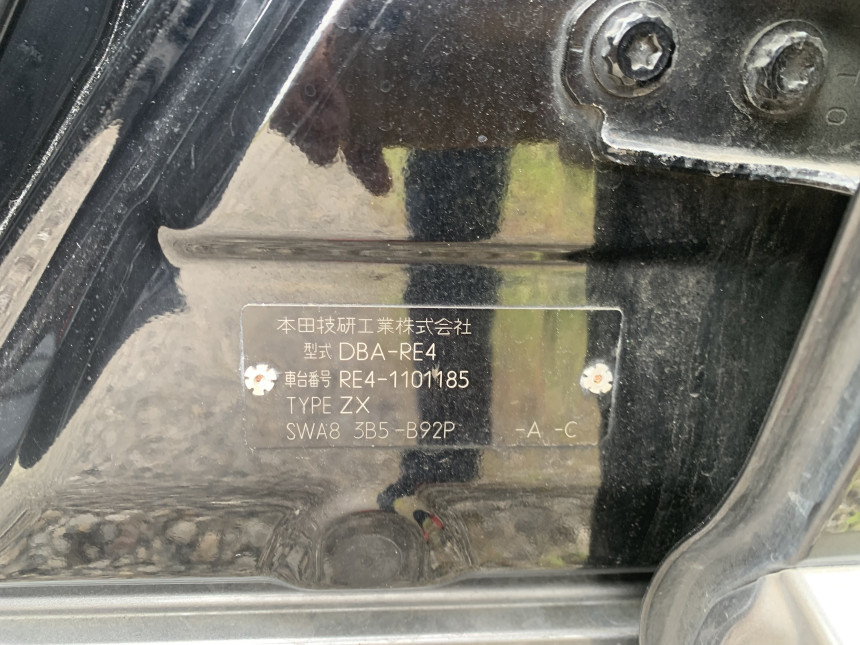 本田技研工業株式会社
型式 DBA-RE4
車台番号 RE4-1101185
TYPE ZX
SWA8 3B5-B92P -A -C
10